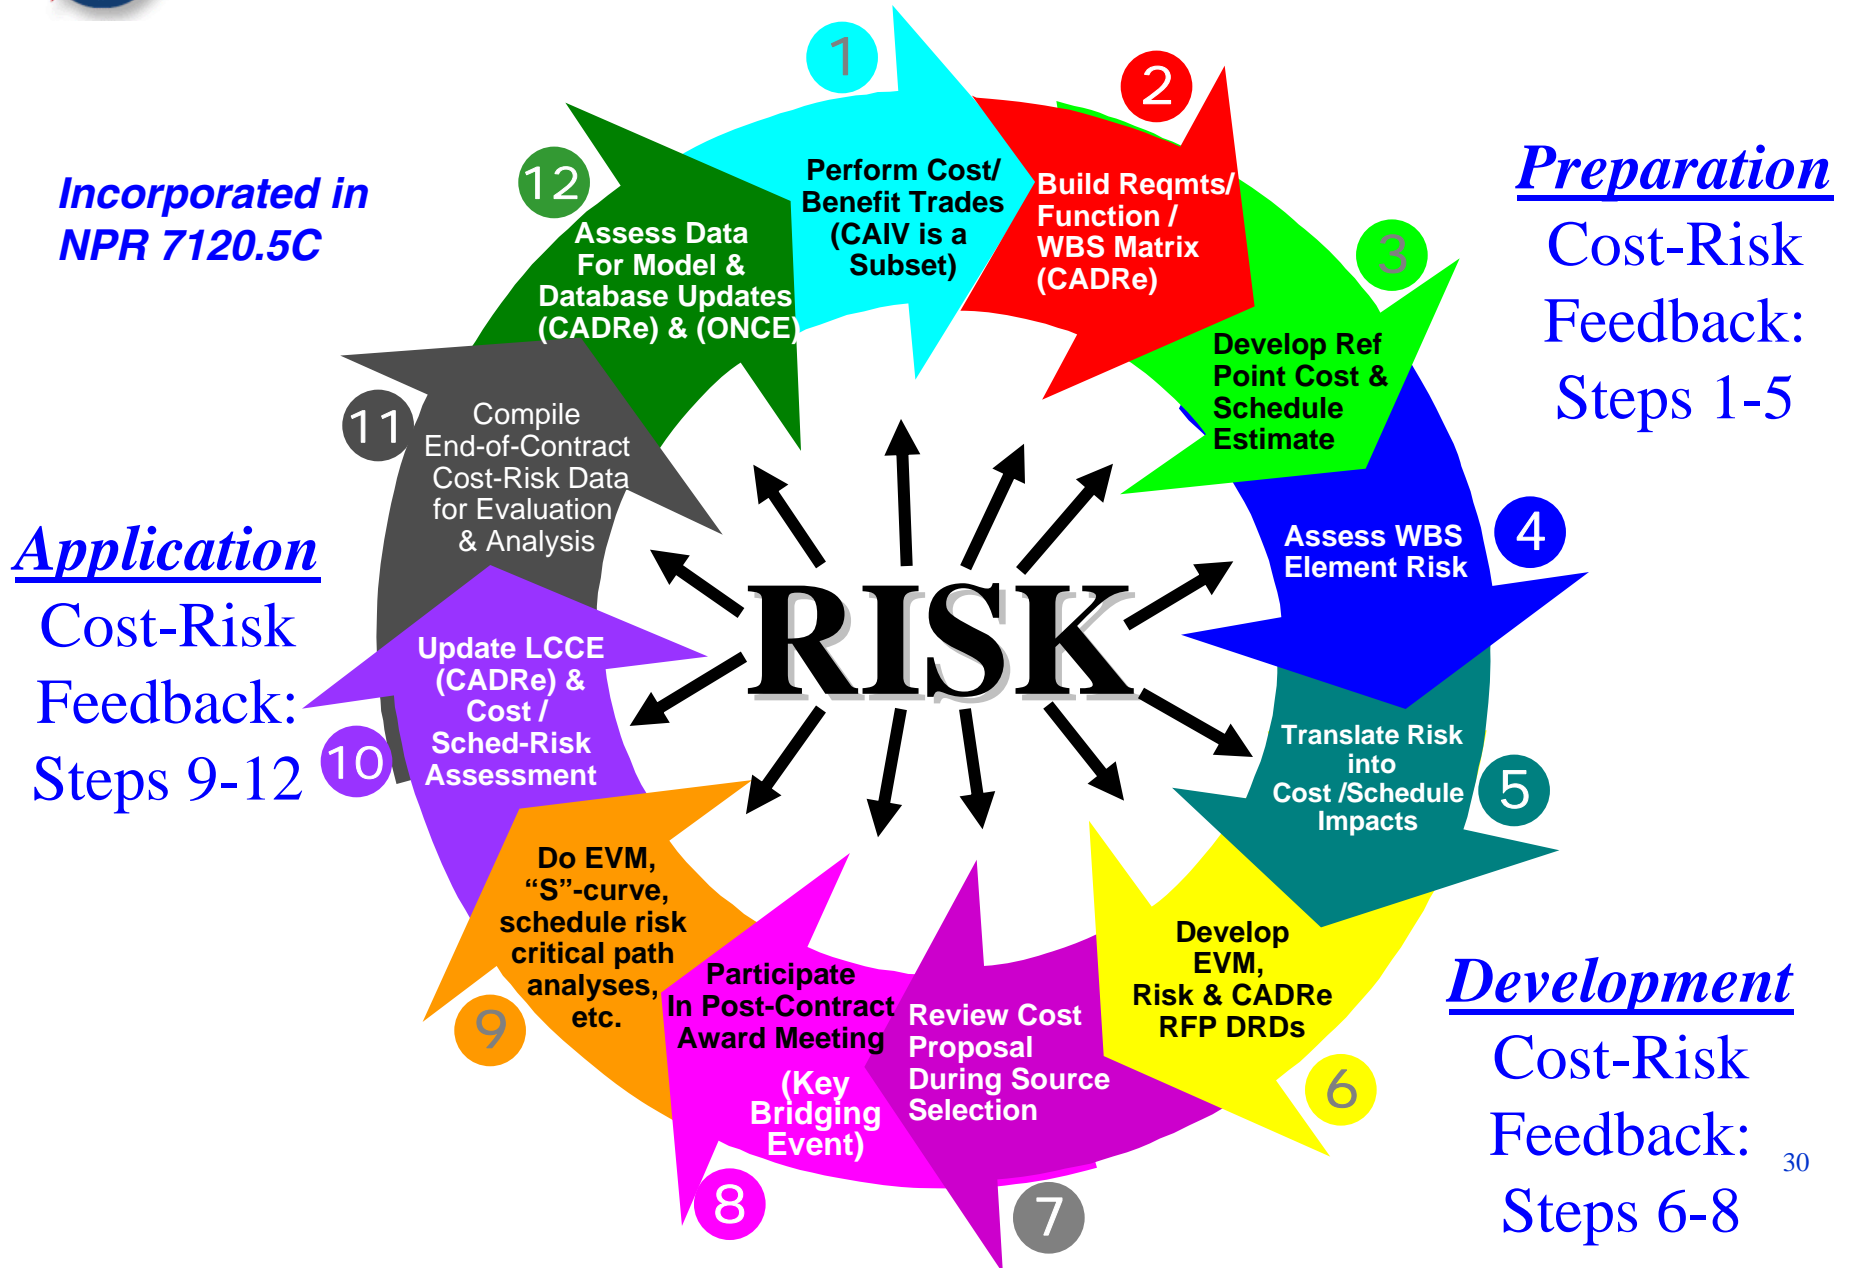 Incorporated in
NPR 7120.5C
1
Perform Cost/
Benefit Trades
(CAIV is a
Subset)
2
Build Reqmts/
Function /
WBS Matrix
(CADRe)
3
Develop Ref
Point Cost &
Schedule
Estimate
4
Assess WBS
Element Risk
5
Translate Risk
into
Cost /Schedule
Impacts
6
Develop
EVM,
Risk & CADRe
RFP DRDs
7
Review Cost
Proposal
During Source
Selection
8
Participate
In Post-Contract
Award Meeting
(Key
Bridging
Event)
9
Do EVM,
“S”-curve,
schedule risk
critical path
analyses,
etc.
10
Update LCCE
(CADRe) &
Cost /
Sched-Risk
Assessment
11
Compile
End-of-Contract
Cost-Risk Data
for Evaluation
& Analysis
12
Assess Data
For Model &
Database Updates
(CADRe) & (ONCE)
RISK
Preparation
Cost-Risk
Feedback:
Steps 1-5
Development
Cost-Risk
Feedback:
Steps 6-8
Application
Cost-Risk
Feedback:
Steps 9-12
30